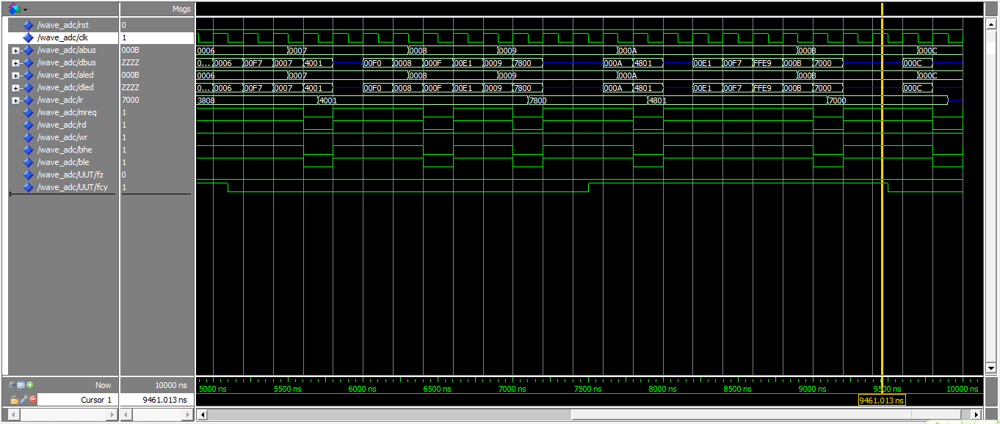 Msgs
/wave_adc/rst 0
/wave_adc/clk 1
/wave_adc/abus 000B 0006 0007 0008 0009 000A 000B 000C
/wave_adc/dbus ZZZZ 0... 0006 00F7 0007 4001 00F0 0008 000F 00E1 0009 7800 000A 4801 00E1 00F7 FFE9 000B 7000 000C
/wave_adc/aled 000B 0006 0007 0008 0009 000A 000B 000C
/wave_adc/dled ZZZZ 0... 0006 00F7 0007 4001 00F0 0008 000F 00E1 0009 7800 000A 4801 00E1 00F7 FFE9 000B 7000 000C
/wave_adc/ir 7000 3808 4001 7800 4801 7000
/wave_adc/mreq 1
/wave_adc/rd 1
/wave_adc/wr 1
/wave_adc/bhe 1
/wave_adc/ble 1
/wave_adc/UUT/fz 0
/wave_adc/UUT/fcy 1
Now 10000 ns 5000 ns 5500 ns 6000 ns 6500 ns 7000 ns 7500 ns 8000 ns 8500 ns 9000 ns 9500 ns 10000 ns
Cursor 1 9461.013 ns 9461.013 ns